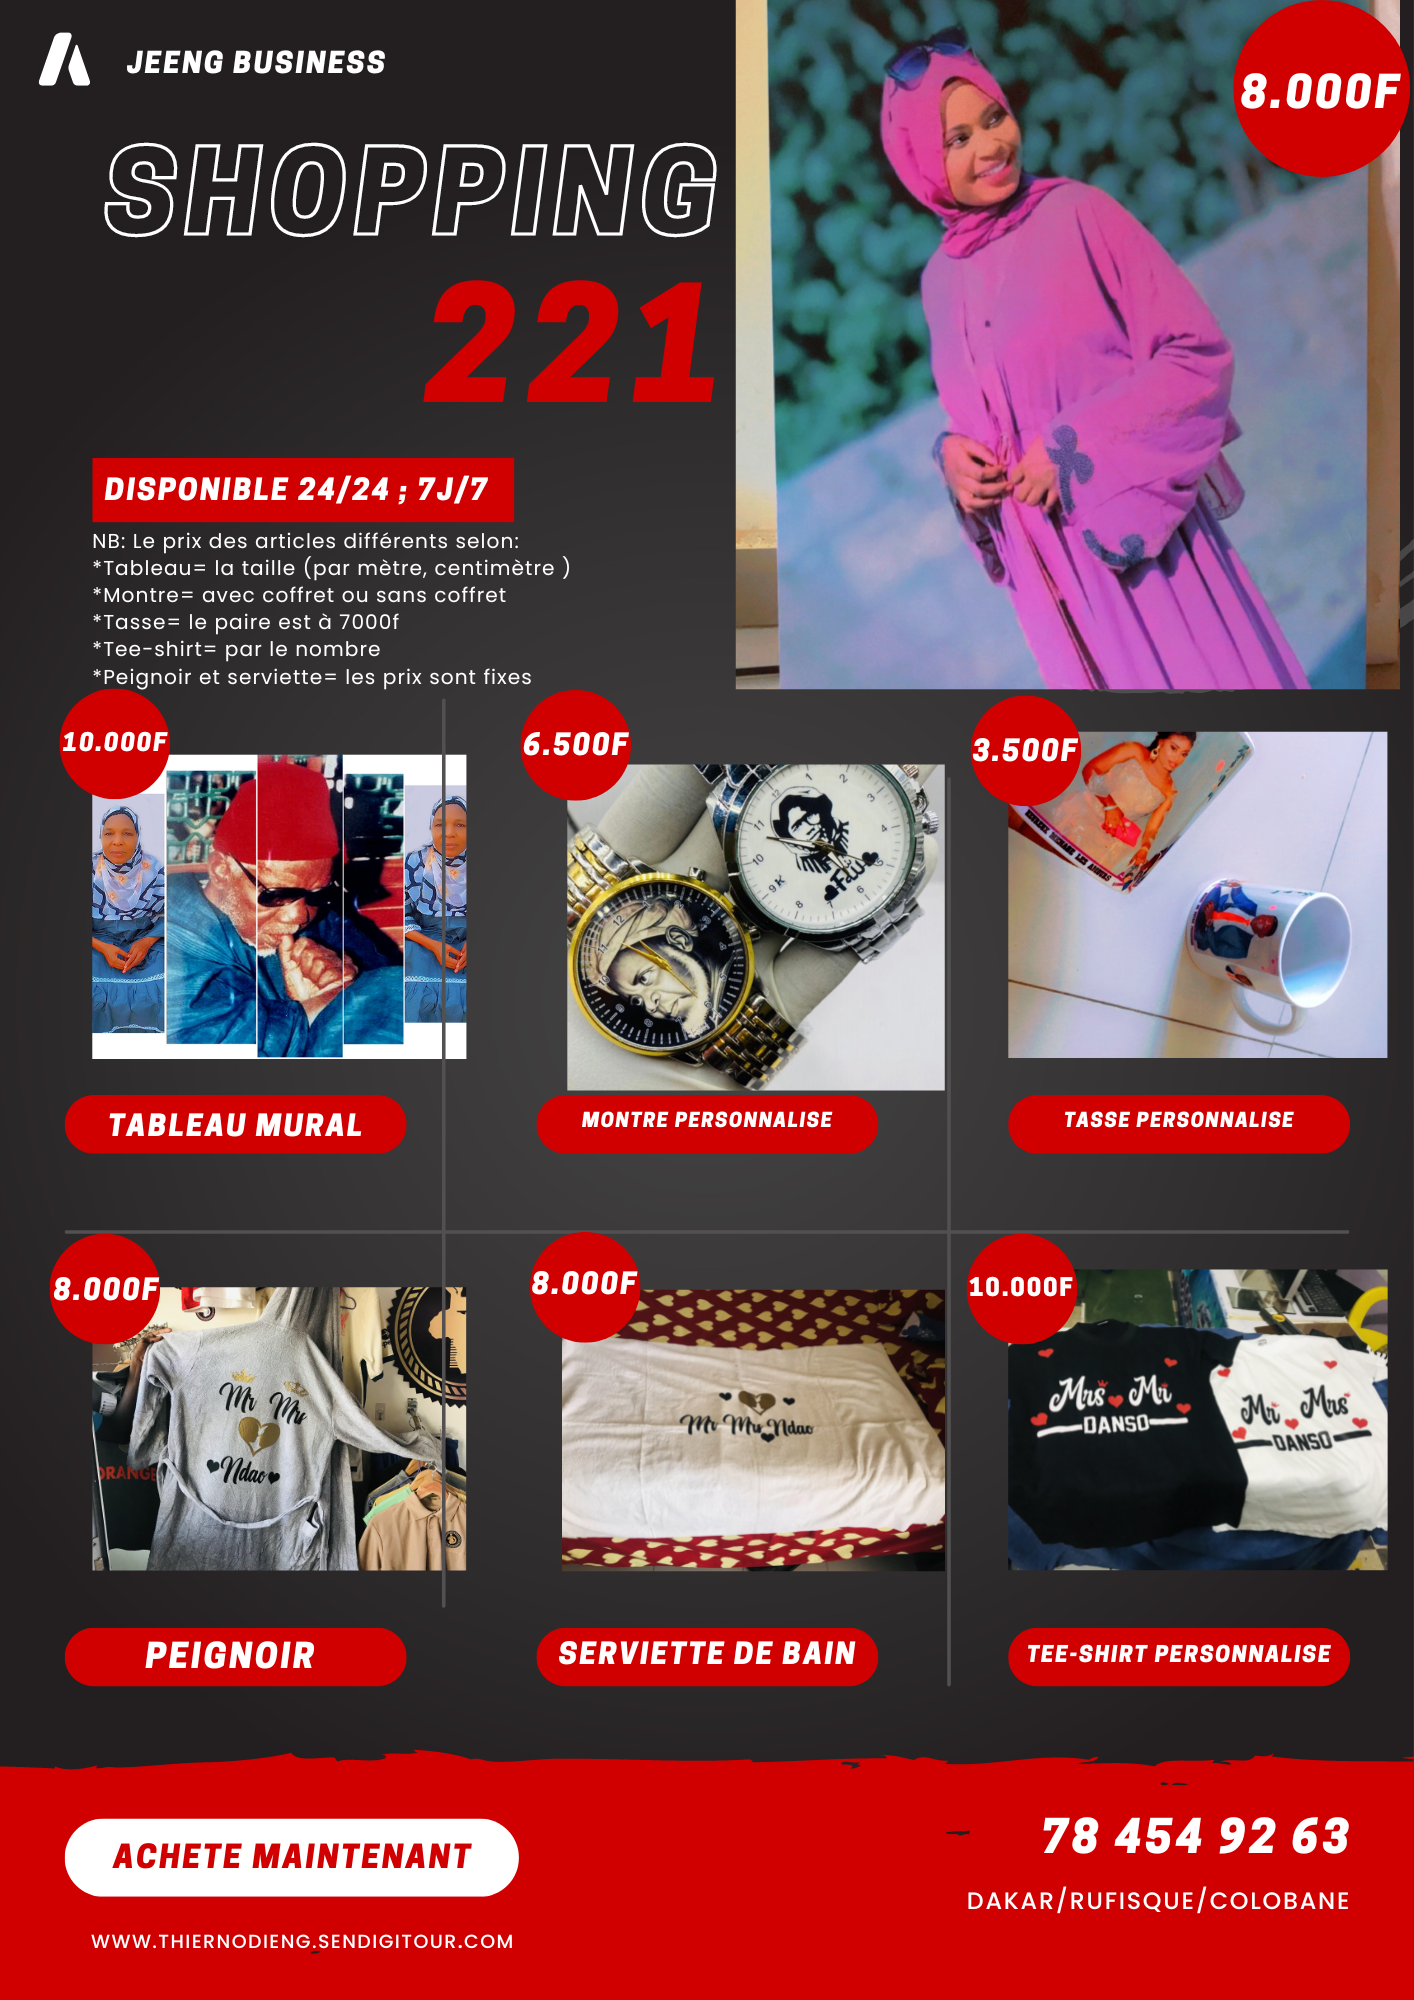 JEENG BUSINESS
8.000F
SHOPPING
221
DISPONIBLE 24/24 ; 7J/7
NB: Le prix des articles différents selon:
*Tableau= la taille (par mètre, centimètre )
*Montre= avec coffret ou sans coffret
*Tasse= le paire est à 7000f
*Tee-shirt= par le nombre
*Peignoir et serviette= les prix sont fixes
10.000F
6.500F
3.500F
TABLEAU MURAL
MONTRE PERSONNALISE
TASSE PERSONNALISE
8.000F
8.000F
10.000F
Mr Mrs
Ndao
ORANGE
Mr Mrs Ndao
Mrs Mr
DANSO
Mr Mrs
DANSO
PEIGNOIR
SERVIETTE DE BAIN
TEE-SHIRT PERSONNALISE
ACHETE MAINTENANT
78 454 92 63
DAKAR/RUFISQUE/COLOBANE
WWW.THIERNODIENG.SENDIGITOUR.COM